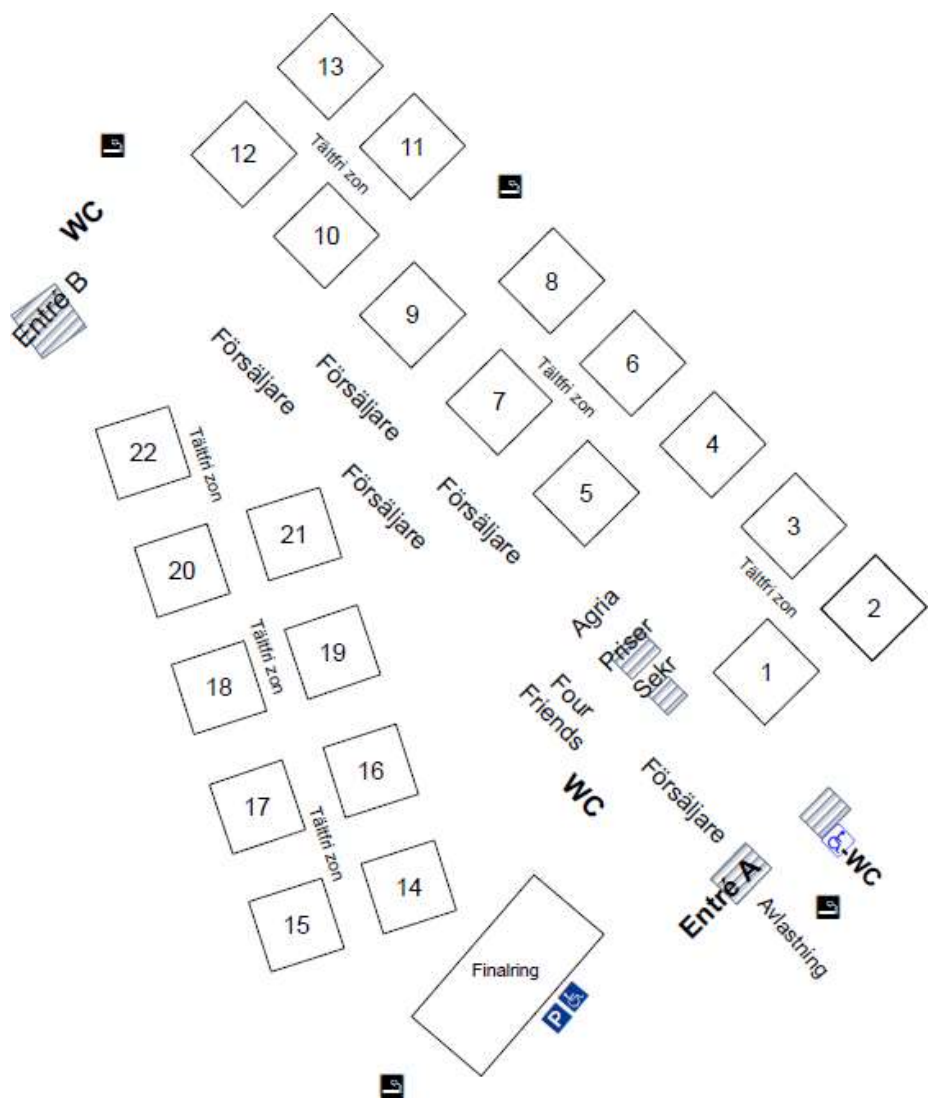 13
12
Tältfri zon
11
WC
10
8
Entré B
9
6
Försäljare
Försäljare
Tältfri zon
7
4
22
Tältfri zon
5
Försäljare
Försäljare
3
21
20
Tältfri zon
2
Agria
Priser
Sekr
1
Tältfri zon
19
18
Four
Friends
16
17
WC
Försäljare
Tältfri zon
-WC
14
Entré A
15
Avlastning
Finalring
P